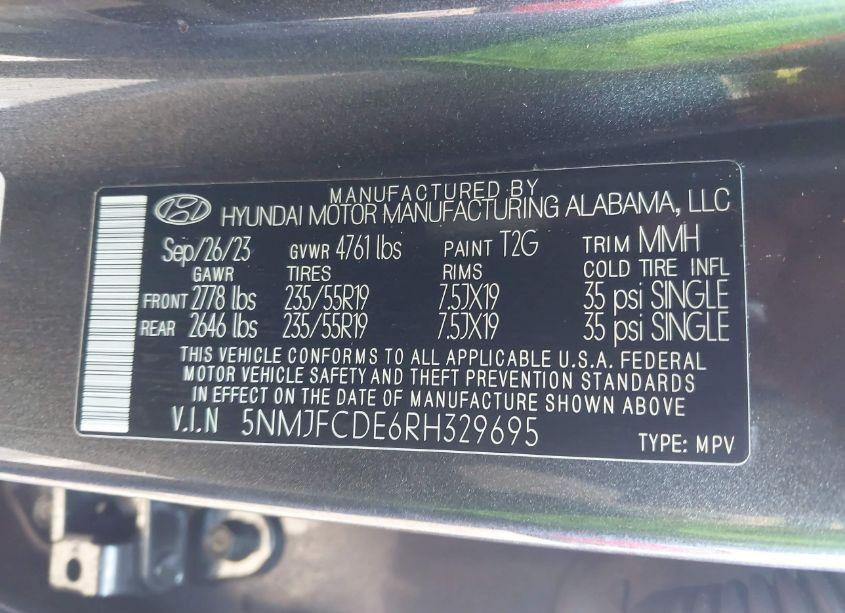 MANUFACTURED BY
HYUNDAI MOTOR MANUFACTURING ALABAMA, LLC
Sep/26/23 GVWR 4761 lbs PAINT T2G TRIM MMH
GAWR TIRES RIMS COLD TIRE INFL
FRONT 2778 lbs 235/55R19 7.5JX19 35 psi SINGLE
REAR 2646 lbs 235/55R19 7.5JX19 35 psi SINGLE
THIS VEHICLE CONFORMS TO ALL APPLICABLE U.S.A. FEDERAL
MOTOR VEHICLE SAFETY AND THEFT PREVENTION STANDARDS
IN EFFECT ON THE DATE OF MANUFACTURE SHOWN ABOVE
V.I.N 5NMJFCDE6RH329695
TYPE: MPV